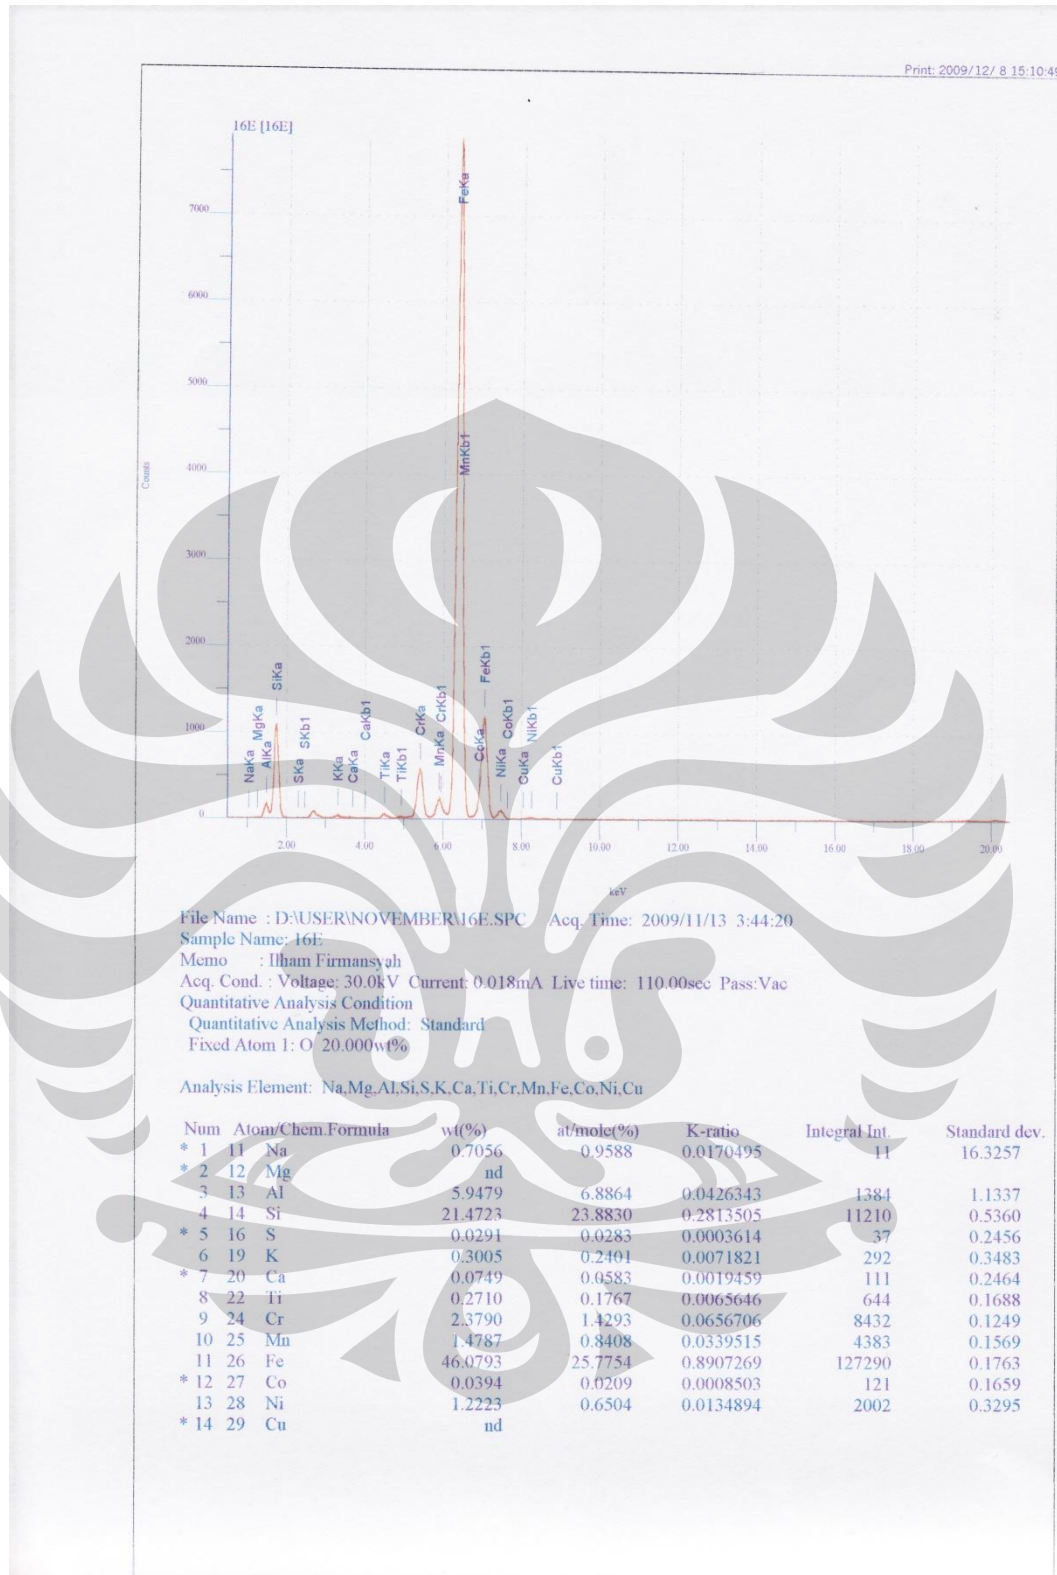 Print: 2009/12/ 8 15:10:49
16E [16E]
7000
6000
5000
4000
3000
2000
1000
0
Counts
NaKa
MgKa
AlKa
SiKa
SKa
SKb1
KKa
CaKa
CaKb1
TiKa
TiKb1
CrKa
MnKa
CrKb1
FeKa
MnKb1
CoKa
FeKb1
NiKa
CoKb1
CuKa
NiKb1
CuKb1
2.00 4.00 6.00 8.00 10.00 12.00 14.00 16.00 18.00 20.00
keV
File Name : D:\USER\NOVEMBER\16E.SPC Acq. Time: 2009/11/13 3:44:20
Sample Name: 16E
Memo : Ilham Firmansyah
Acq. Cond. : Voltage: 30.0kV Current: 0.018mA Live time: 110.00sec Pass:Vac
Quantitative Analysis Condition
Quantitative Analysis Method: Standard
Fixed Atom 1: O 20.000wt%
Analysis Element: Na,Mg,Al,Si,S,K,Ca,Ti,Cr,Mn,Fe,Co,Ni,Cu
Num Atom/Chem.Formula wt(%) at/mole(%) K-ratio Integral Int. Standard dev.
* 1 11 Na 0.7056 0.9588 0.0170495 11 16.3257
* 2 12 Mg nd
3 13 Al 5.9479 6.8864 0.0426343 1384 1.1337
4 14 Si 21.4723 23.8830 0.2813505 11210 0.5360
* 5 16 S 0.0291 0.0283 0.0003614 37 0.2456
6 19 K 0.3005 0.2401 0.0071821 292 0.3483
* 7 20 Ca 0.0749 0.0583 0.0019459 111 0.2464
8 22 Ti 0.2710 0.1767 0.0065646 644 0.1688
9 24 Cr 2.3790 1.4293 0.0656706 8432 0.1249
10 25 Mn 1.4787 0.8408 0.0339515 4383 0.1569
11 26 Fe 46.0793 25.7754 0.8907269 127290 0.1763
* 12 27 Co 0.0394 0.0209 0.0008503 121 0.1659
13 28 Ni 1.2223 0.6504 0.0134894 2002 0.3295
* 14 29 Cu nd